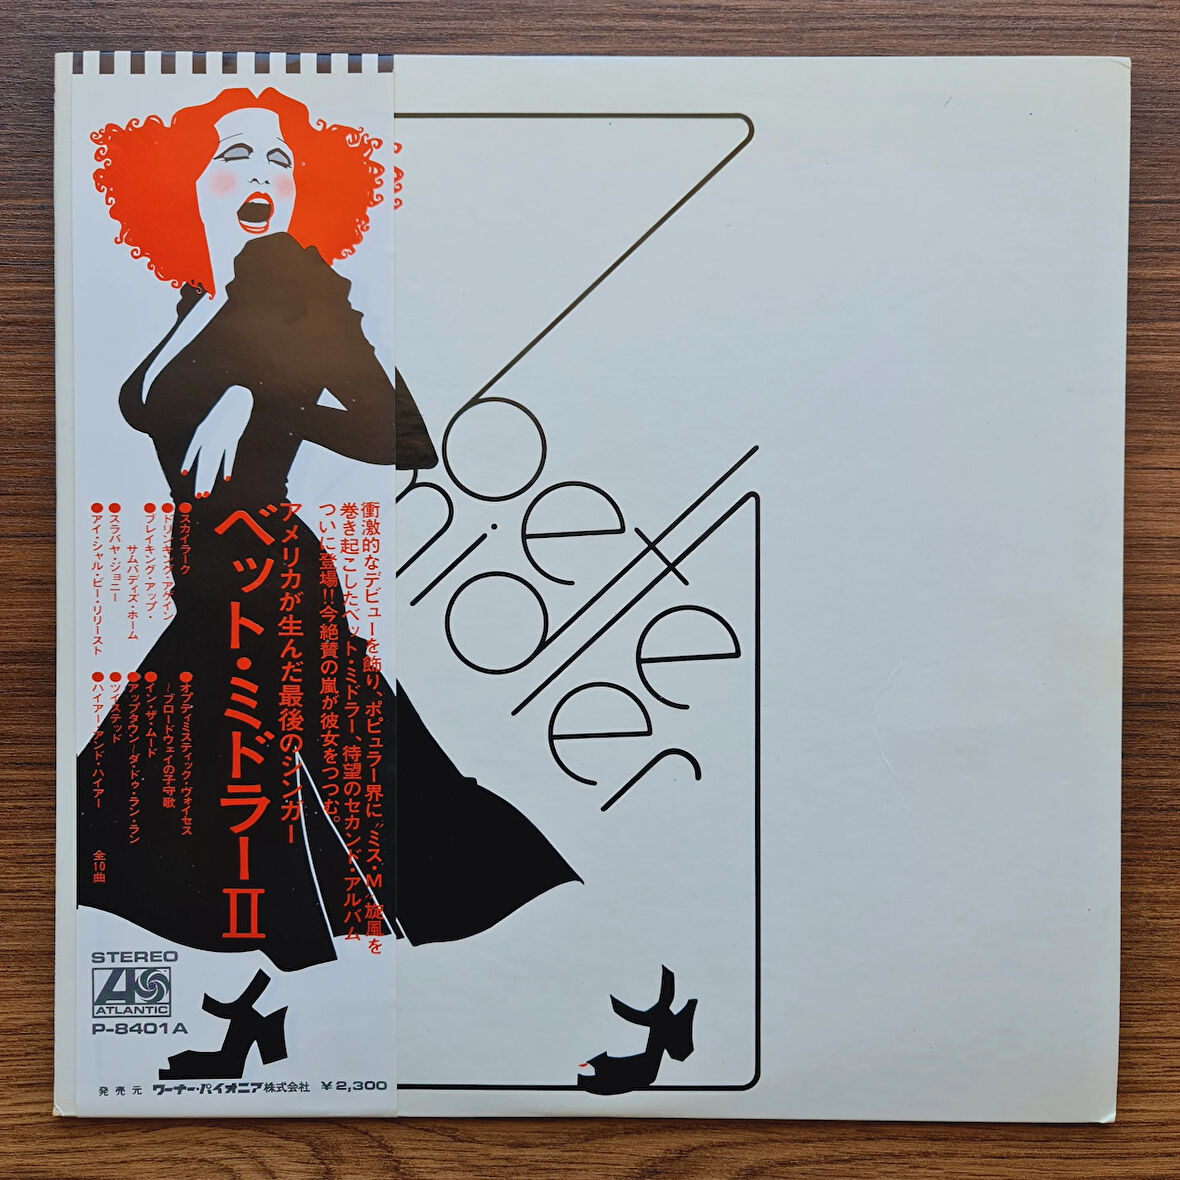 衝激的なデビューを飾り、ポピュラー界に〝ミス・M〟旋風を
巻き起こしたベット・ミドラー、待望のセカンド・アルバム
ついに登場!!今絶賛の嵐が彼女をつつむ。
アメリカが生んだ最後のシンガー
ベット・ミドラーII
●スカイラーク
●ドリンキング・アゲイン
●ブレイキング・アップ・
サムバディズ・ホーム
●スラバヤ・ジョニー
●アイ・シャル・ビー・リリースト
●オプティミスティック・ヴォイセス
─ブロードウェイの子守歌
●イン・ザ・ムード
●アップタウン─ダ・ドゥ・ラン・ラン
●ツイステッド
●ハイアー・アンド・ハイアー
全10曲
STEREO
ATLANTIC
P-8401A
発売元 ワーナー・パイオニア株式会社 ¥2,300